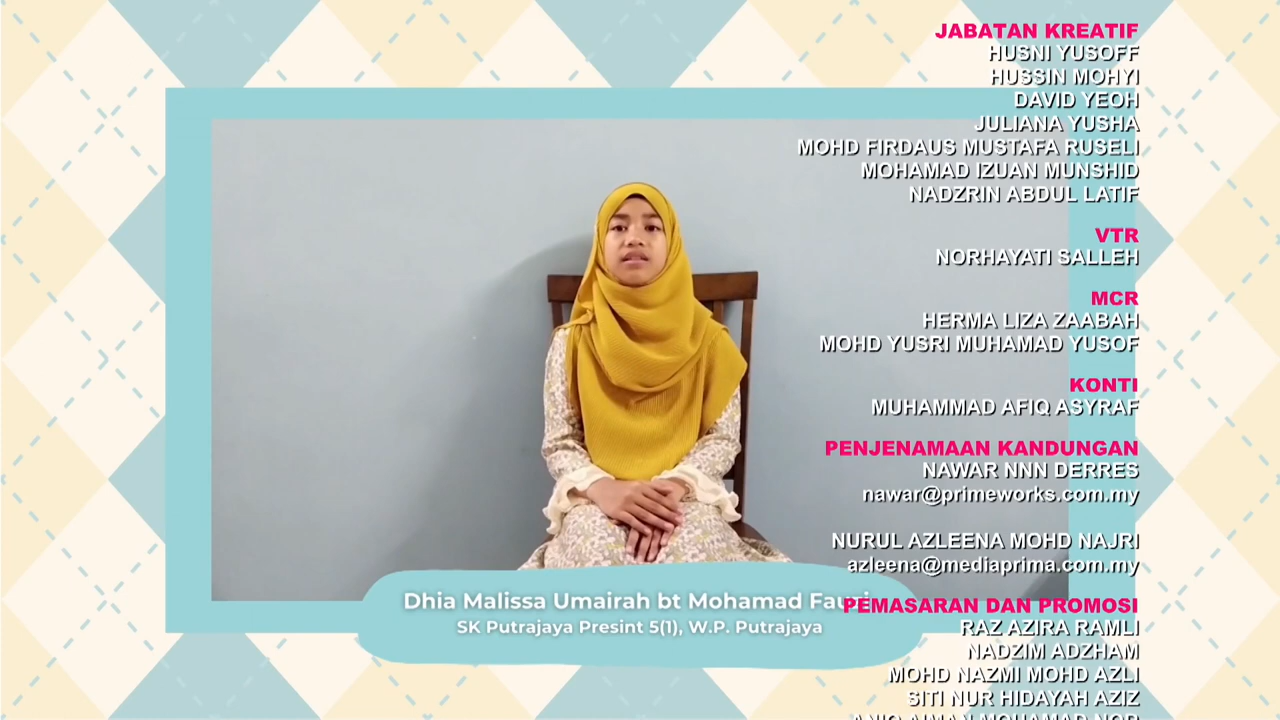 JABATAN KREATIF
HUSNI YUSOFF
HUSSIN MOHYI
DAVID YEOH
JULIANA YUSHA
MOHD FIRDAUS MUSTAFA RUSELI
MOHAMAD IZUAN MUNSHID
NADZRIN ABDUL LATIF
VTR
NORHAYATI SALLEH
MCR
HERMA LIZA ZAABAH
MOHD YUSRI MUHAMAD YUSOF
KONTI
MUHAMMAD AFIQ ASYRAF
PENJENAMAAN KANDUNGAN
NAWAR NNN DERRES
nawar@primeworks.com.my
NURUL AZLEENA MOHD NAJRI
azleena@mediaprima.com.my
Dhia Malissa Umairah bt Mohamad
SK Putrajaya Presint 5(1), W.P. Putrajaya
PEMASARAN DAN PROMOSI
RAZ AZIRA RAMLI
NADZIM ADZHAM
MOHD NAZMI MOHD AZLI
SITI NUR HIDAYAH AZIZ